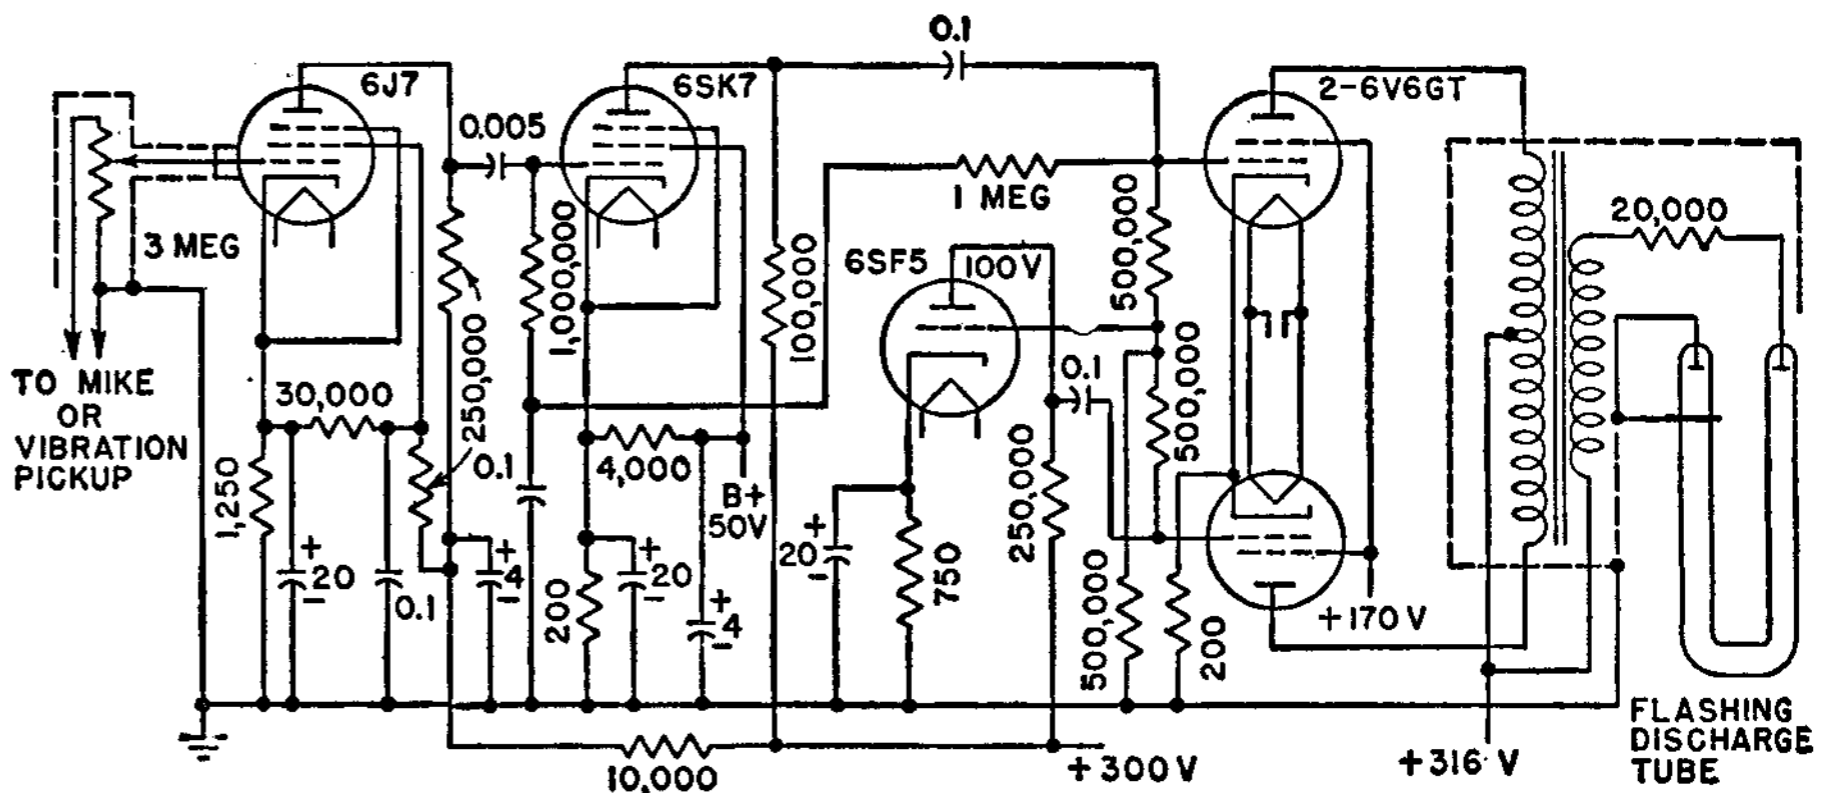 0.1
6J7
6SK7
2-6V6GT
0.005
3 MEG
1 MEG
20,000
6SF5
100V
1,000,000
100,000
500,000
250,000
TO MIKE
OR
VIBRATION
PICKUP
30,000
0.1
4,000
0.1
500,000
1,250
B+
50V
250,000
+
20
-
0.1
+
4
-
200
+
20
-
+
4
-
20
+
-
750
500,000
200
+170 V
10,000
+300 V
+316 V
FLASHING
DISCHARGE
TUBE